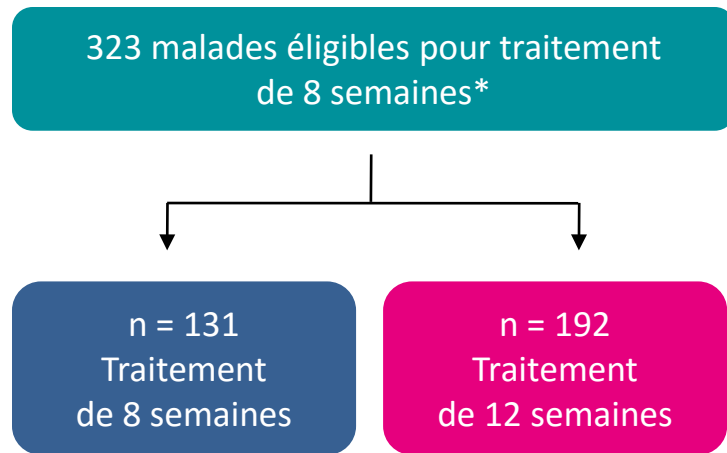 323 malades éligibles pour traitement
de 8 semaines*
n = 131
Traitement
de 8 semaines
n = 192
Traitement
de 12 semaines